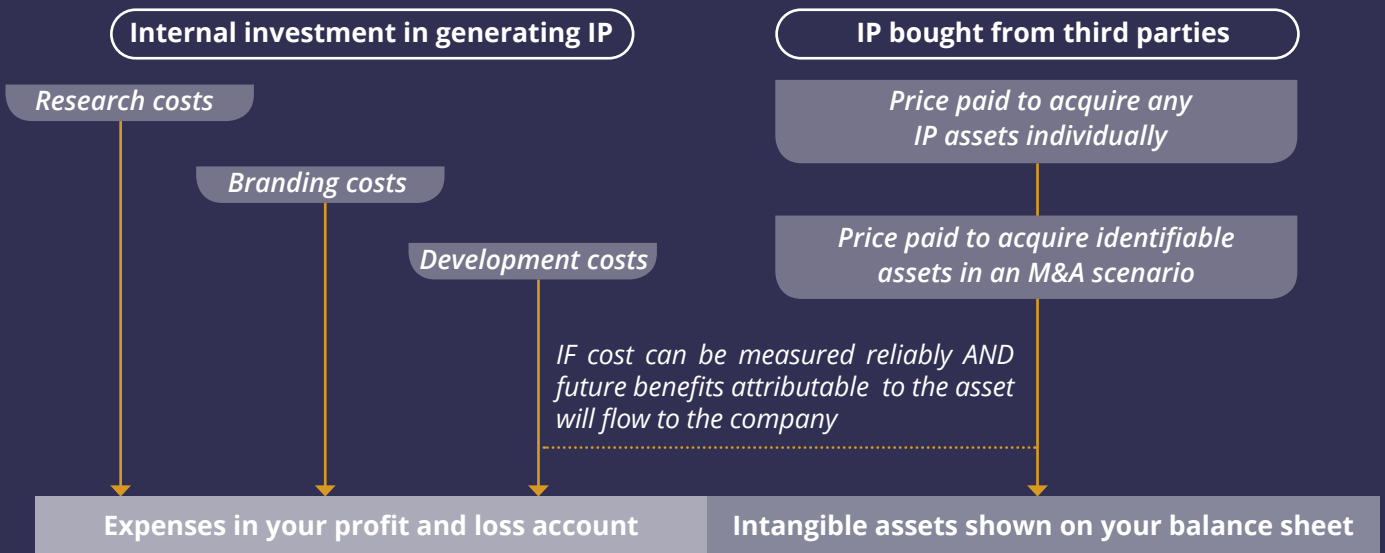 Internal investment in generating IP
IP bought from third parties
Research costs
Price paid to acquire any
IP assets individually
Branding costs
Price paid to acquire identifiable
assets in an M&A scenario
Development costs
IF cost can be measured reliably AND
future benefits attributable to the asset
will flow to the company
Expenses in your profit and loss account
Intangible assets shown on your balance sheet